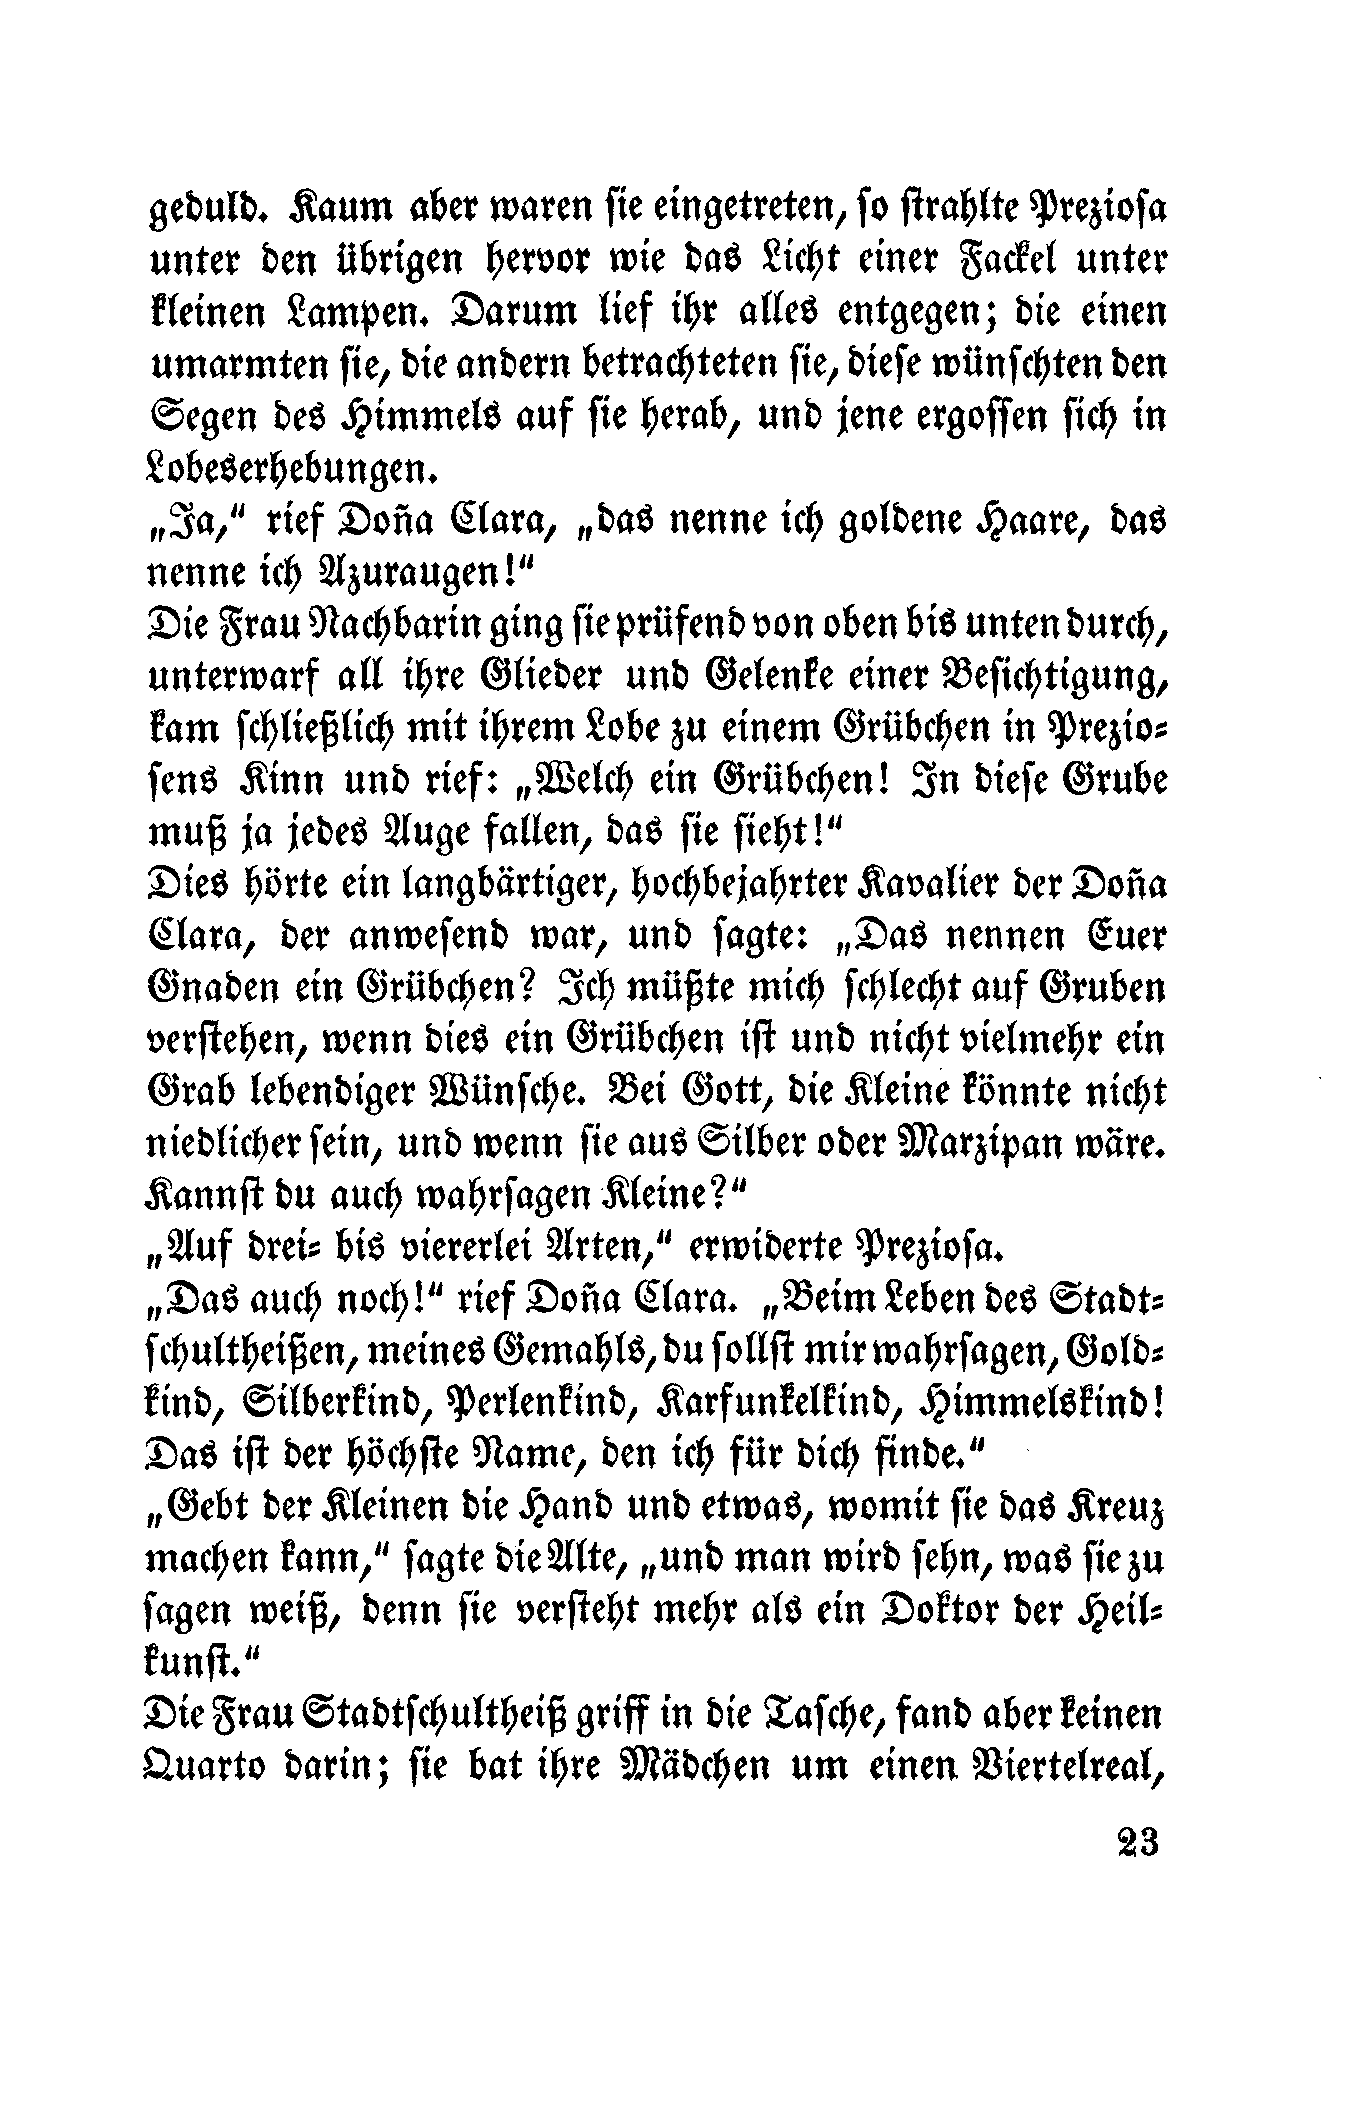 geduld. Kaum aber waren sie eingetreten, so strahlte Preziosa
unter den übrigen hervor wie das Licht einer Fackel unter
kleinen Lampen. Darum lief ihr alles entgegen; die einen
umarmten sie, die andern betrachteten sie, diese wünschten den
Segen des Himmels auf sie herab, und jene ergossen sich in
Lobeserhebungen.
„Ja,“ rief Doña Clara, „das nenne ich goldene Haare, das
nenne ich Azuraugen!“
Die Frau Nachbarin ging sie prüfend von oben bis unten durch,
unterwarf all ihre Glieder und Gelenke einer Besichtigung,
kam schließlich mit ihrem Lobe zu einem Grübchen in Prezio-
sens Kinn und rief: „Welch ein Grübchen! In diese Grube
muß ja jedes Auge fallen, das sie sieht!“
Dies hörte ein langbärtiger, hochbejahrter Kavalier der Doña
Clara, der anwesend war, und sagte: „Das nennen Euer
Gnaden ein Grübchen? Ich müßte mich schlecht auf Gruben
verstehen, wenn dies ein Grübchen ist und nicht vielmehr ein
Grab lebendiger Wünsche. Bei Gott, die Kleine könnte nicht
niedlicher sein, und wenn sie aus Silber oder Marzipan wäre.
Kannst du auch wahrsagen Kleine?“
„Auf drei- bis viererlei Arten,“ erwiderte Preziosa.
„Das auch noch!“ rief Doña Clara. „Beim Leben des Stadt-
schultheißen, meines Gemahls, du sollst mir wahrsagen, Gold-
kind, Silberkind, Perlenkind, Karfunkelkind, Himmelskind!
Das ist der höchste Name, den ich für dich finde.“
„Gebt der Kleinen die Hand und etwas, womit sie das Kreuz
machen kann,“ sagte die Alte, „und man wird sehn, was sie zu
sagen weiß, denn sie versteht mehr als ein Doktor der Heil-
kunst.“
Die Frau Stadtschultheiß griff in die Tasche, fand aber keinen
Quarto darin; sie bat ihre Mädchen um einen Viertelreal,
23